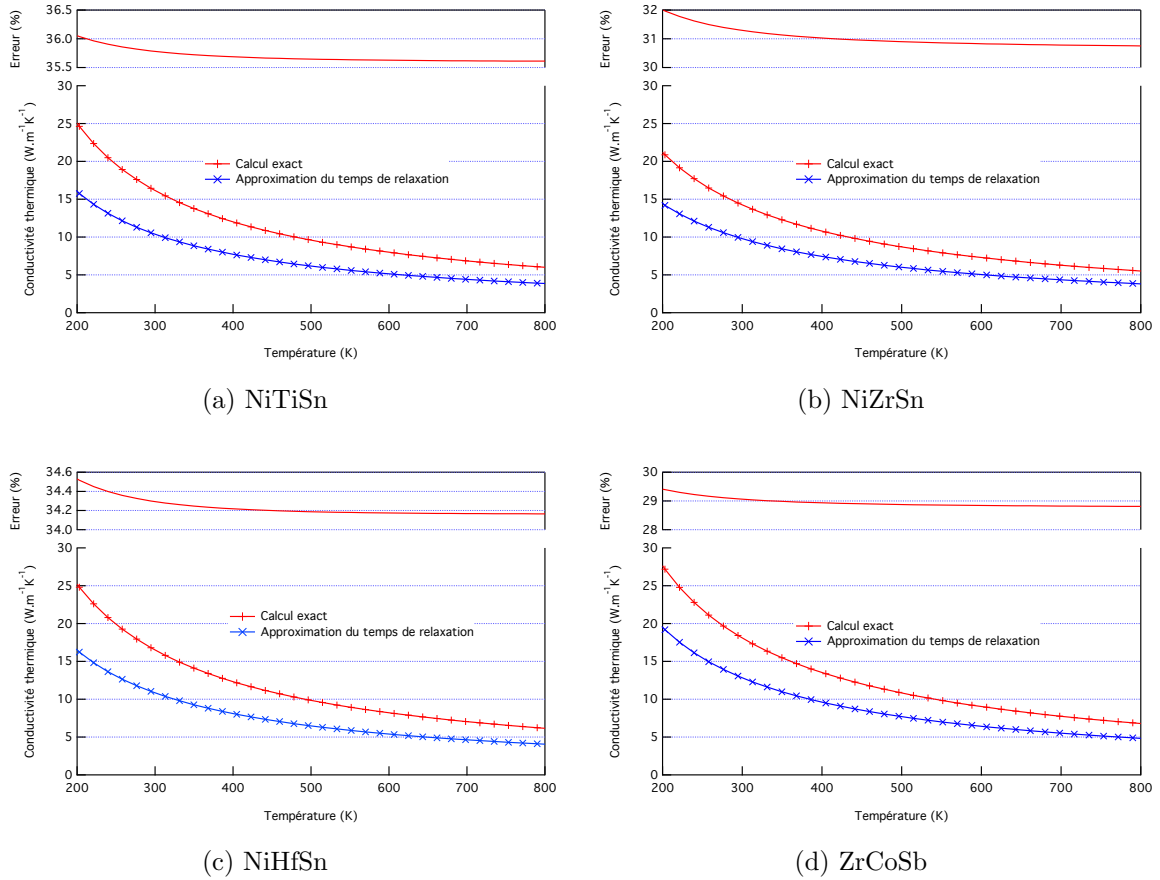 Erreur (%)
36.5
36.0
35.5
Conductivité thermique (W.m⁻¹K⁻¹)
30
25
20
15
10
5
0
Calcul exact
Approximation du temps de relaxation
200 300 400 500 600 700 800
Température (K)
(a) NiTiSn
Erreur (%)
32
31
30
Conductivité thermique (W.m⁻¹K⁻¹)
30
25
20
15
10
5
0
Calcul exact
Approximation du temps de relaxation
200 300 400 500 600 700 800
Température (K)
(b) NiZrSn
Erreur (%)
34.6
34.4
34.2
34.0
Conductivité thermique (W.m⁻¹K⁻¹)
30
25
20
15
10
5
0
Calcul exact
Approximation du temps de relaxation
200 300 400 500 600 700 800
Température (K)
(c) NiHfSn
Erreur (%)
30
29
28
Conductivité thermique (W.m⁻¹K⁻¹)
30
25
20
15
10
5
0
Calcul exact
Approximation du temps de relaxation
200 300 400 500 600 700 800
Température (K)
(d) ZrCoSb